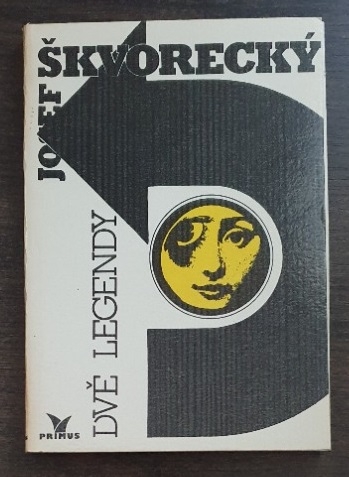 JOSEF
ŠKVORECKÝ
DVĚ LEGENDY
PRIMUS